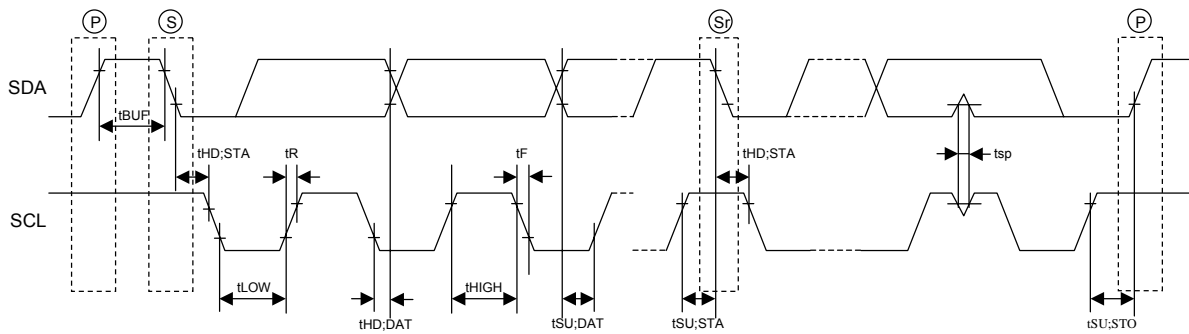 P
S
Sr
P
SDA
tBUF
tHD;STA
tR
tF
tHD;STA
tsp
SCL
tLOW
tHIGH
tHD;DAT
tSU;DAT
tSU;STA
tSU;STO